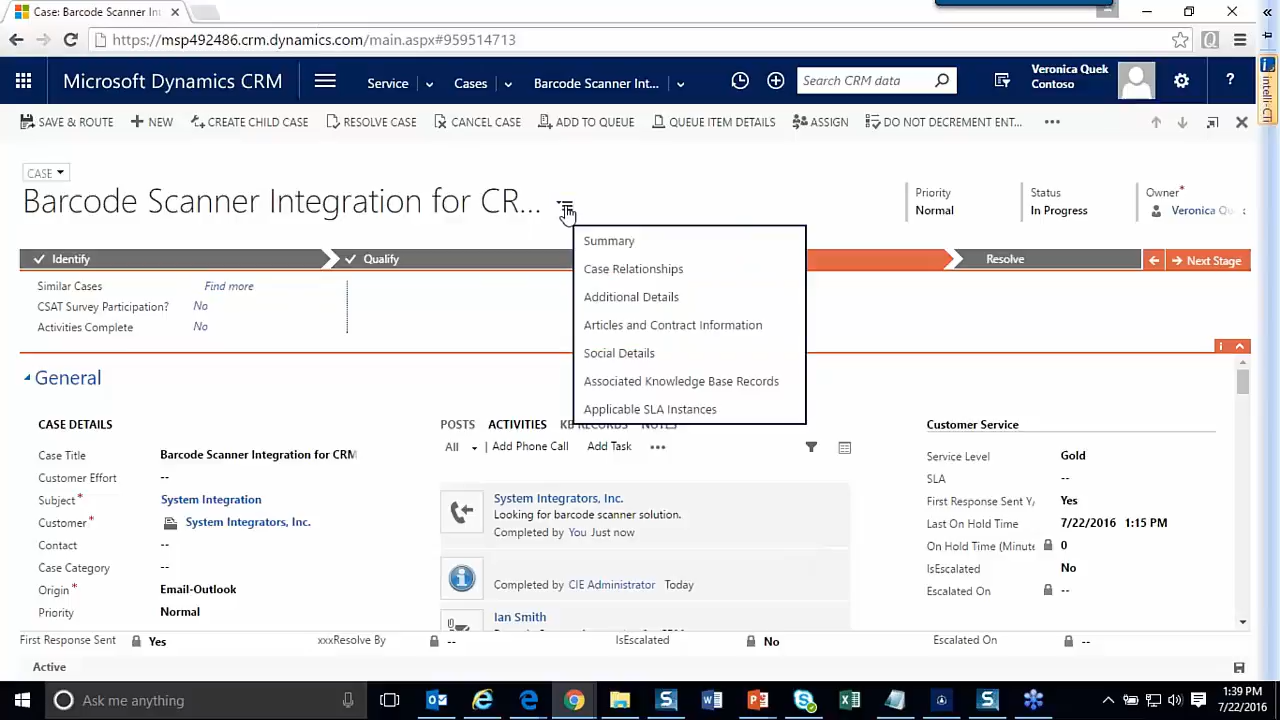 Case: Barcode Scanner In
https://msp492486.crm.dynamics.com/main.aspx#959514713
Microsoft Dynamics CRM
Service
Cases
Barcode Scanner Int...
Search CRM data
Veronica Quek
Contoso
?
intelli-CTI
SAVE & ROUTE
NEW
CREATE CHILD CASE
RESOLVE CASE
CANCEL CASE
ADD TO QUEUE
QUEUE ITEM DETAILS
ASSIGN
DO NOT DECREMENT ENT...
CASE
Barcode Scanner Integration for CR...
Priority
Normal
Status
In Progress
Owner*
Veronica Qu
Identify
Qualify
Resolve
Next Stage
Summary
Case Relationships
Additional Details
Articles and Contract Information
Social Details
Associated Knowledge Base Records
Applicable SLA Instances
Similar Cases Find more
CSAT Survey Participation? No
Activities Complete No
General
CASE DETAILS
Case Title Barcode Scanner Integration for CRM
Customer Effort --
Subject* System Integration
Customer* System Integrators, Inc.
Contact --
Case Category --
Origin* Email-Outlook
Priority Normal
POSTS ACTIVITIES KB RECORDS NOTES
All | Add Phone Call Add Task
System Integrators, Inc.
Looking for barcode scanner solution.
Completed by You Just now
Completed by CIE Administrator Today
Ian Smith
Customer Service
Service Level Gold
SLA --
First Response Sent Y/ Yes
Last On Hold Time 7/22/2016 1:15 PM
On Hold Time (Minute 0
IsEscalated No
Escalated On --
First Response Sent Yes
xxxResolve By --
IsEscalated No
Escalated On --
Active
Ask me anything
1:39 PM
7/22/2016